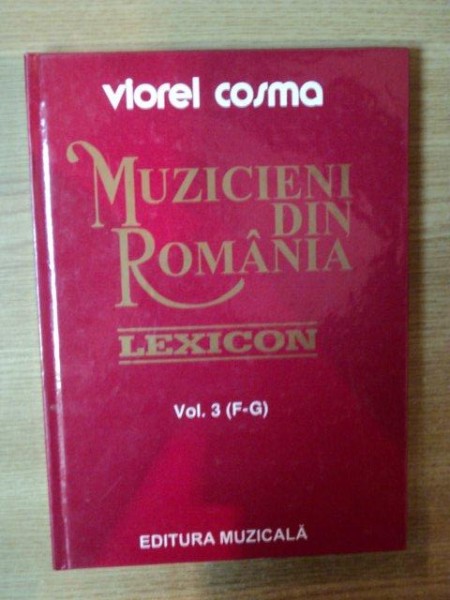 viorel cosma
MUZICIENI
DIN
ROMÂNIA
LEXICON
Vol. 3 (F-G)
EDITURA MUZICALĂ